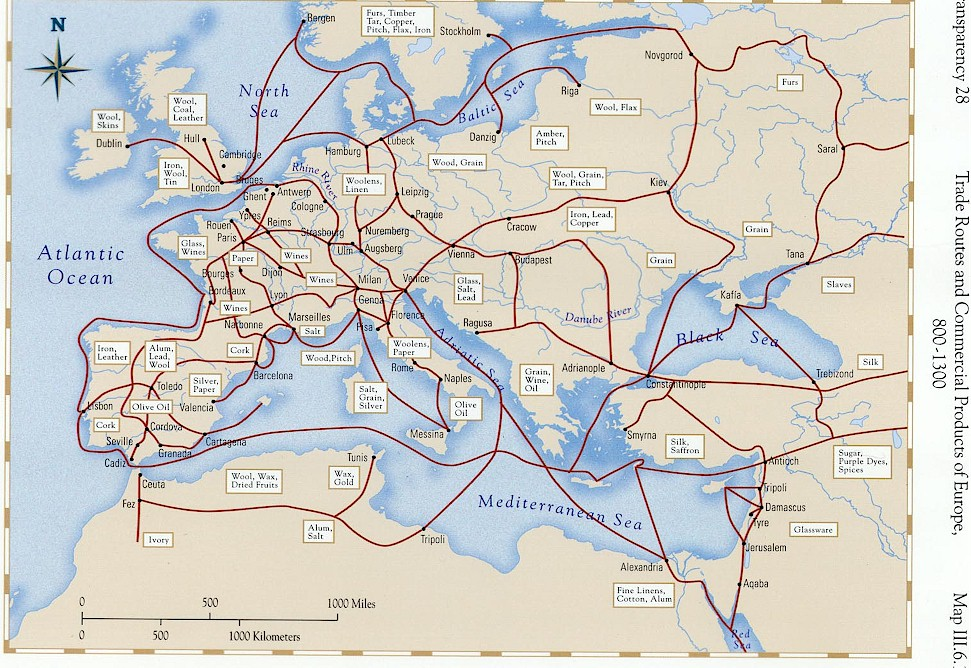 N
Bergen
Furs, Timber
Tar, Copper,
Pitch, Flax, Iron
Stockholm
Novgorod
Furs
North
Sea
Baltic Sea
Riga
Wool, Flax
Wool,
Skins
Wool,
Coal,
Leather
Dublin
Hull
Cambridge
Iron,
Wool,
Tin
London
Hamburg
Lubeck
Danzig
Amber,
Pitch
Saral
Wood, Grain
Bruges
Rhine River
Ghent
Antwerp
Cologne
Woolens,
Linen
Leipzig
Wool, Grain,
Tar, Pitch
Kiev
Ypres
Reims
Rouen
Paris
Strasbourg
Nuremberg
Prague
Cracow
Iron, Lead,
Copper
Grain
Atlantic
Ocean
Glass,
Wines
Paper
Wines
Ulm
Augsberg
Vienna
Budapest
Grain
Tana
Bourges
Dijon
Wines
Milan
Venice
Glass,
Salt,
Lead
Slaves
Bordeaux
Lyon
Genoa
Kaffa
Wines
Narbonne
Marseilles
Salt
Pisa
Florence
Ragusa
Danube River
Black Sea
Iron,
Leather
Alum,
Lead,
Wool
Cork
Wood, Pitch
Woolens,
Paper
Adriatic Sea
Rome
Silk
Adrianople
Trebizond
Barcelona
Toledo
Silver,
Paper
Salt,
Grain,
Silver
Naples
Grain,
Wine,
Oil
Constantinople
Lisbon
Olive Oil
Valencia
Olive
Oil
Cork
Cordova
Messina
Smyrna
Silk,
Saffron
Seville
Granada
Cartagena
Cadiz
Sugar,
Purple Dyes,
Spices
Antioch
Ceuta
Wool, Wax,
Dried Fruits
Tunis
Wax,
Gold
Tripoli
Fez
Mediterranean Sea
Damascus
Tyre
Glassware
Ivory
Alum,
Salt
Tripoli
Jerusalem
Alexandria
Aqaba
Fine Linens,
Cotton, Alum
Red
Sea
0 500 1000 Miles
0 500 1000 Kilometers
ransparency 28
Trade Routes and Commercial Products of Europe,
800-1300
Map III.6.